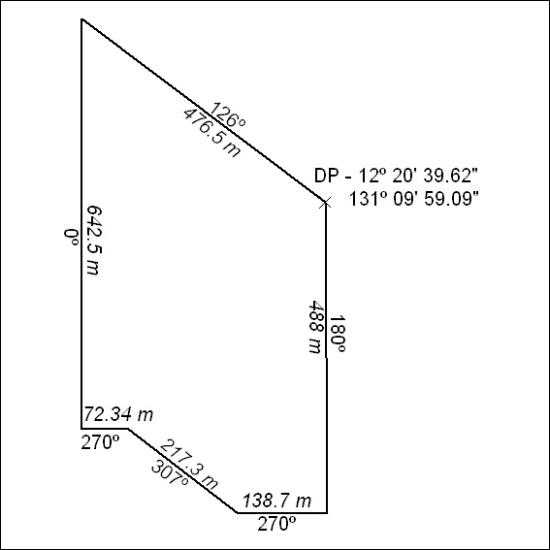 126º
476.5 m
DP - 12º 20' 39.62"
131º 09' 59.09"
642.5 m
0º
488 m
180º
72.34 m
270º
217.3 m
307º
138.7 m
270º